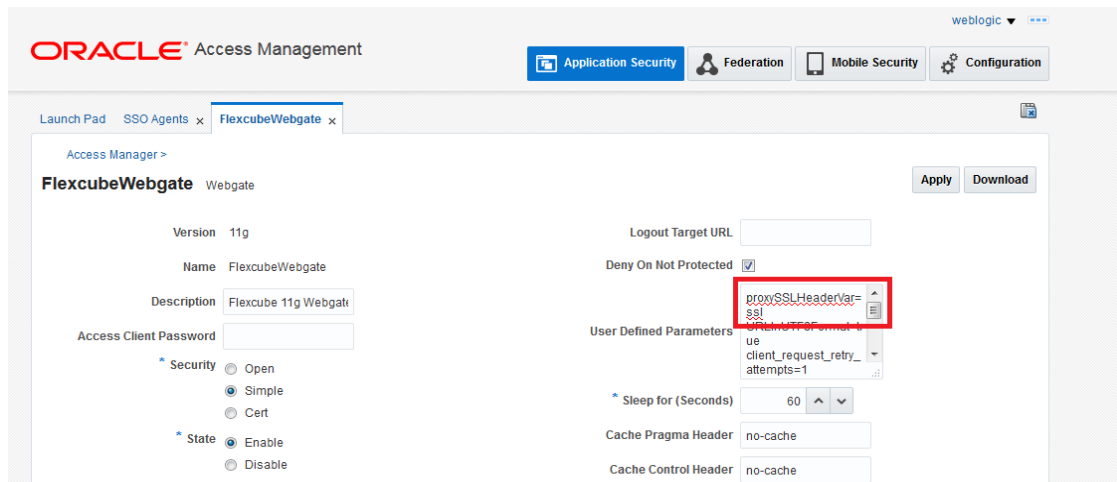 weblogic
ORACLE Access Management
Application Security Federation Mobile Security Configuration
Launch Pad SSO Agents x FlexcubeWebgate x
Access Manager >
FlexcubeWebgate Webgate
Apply Download
Version 11g
Logout Target URL
Name FlexcubeWebgate
Deny On Not Protected
Description Flexcube 11g Webgate
proxySSLHeaderVar=
ssl
Access Client Password
User Defined Parameters
ue
client_request_retry_
attempts=1
* Security
Open
Simple
Cert
* Sleep for (Seconds) 60
* State
Enable
Disable
Cache Pragma Header no-cache
Cache Control Header no-cache